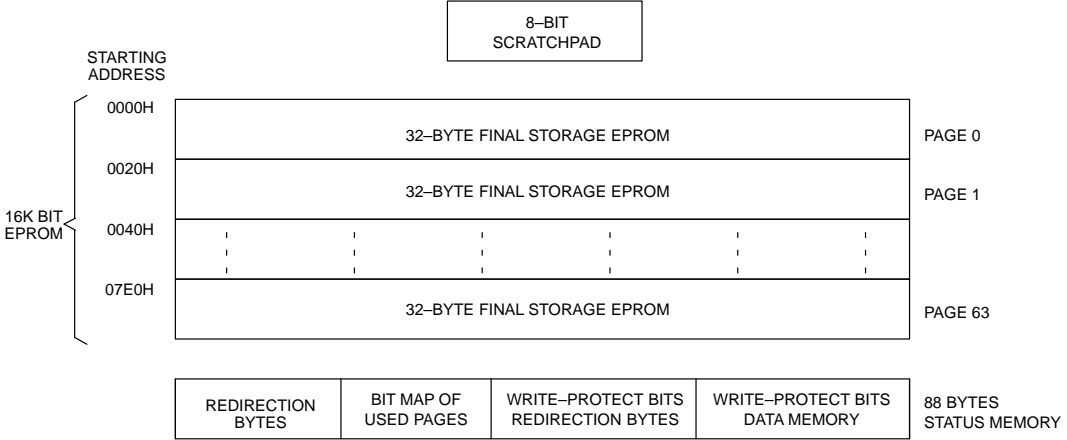 8–BIT
SCRATCHPAD
STARTING
ADDRESS
0000H
32–BYTE FINAL STORAGE EPROM
PAGE 0
0020H
32–BYTE FINAL STORAGE EPROM
PAGE 1
16K BIT
EPROM
0040H
07E0H
32–BYTE FINAL STORAGE EPROM
PAGE 63
REDIRECTION
BYTES
BIT MAP OF
USED PAGES
WRITE–PROTECT BITS
REDIRECTION BYTES
WRITE–PROTECT BITS
DATA MEMORY
88 BYTES
STATUS MEMORY